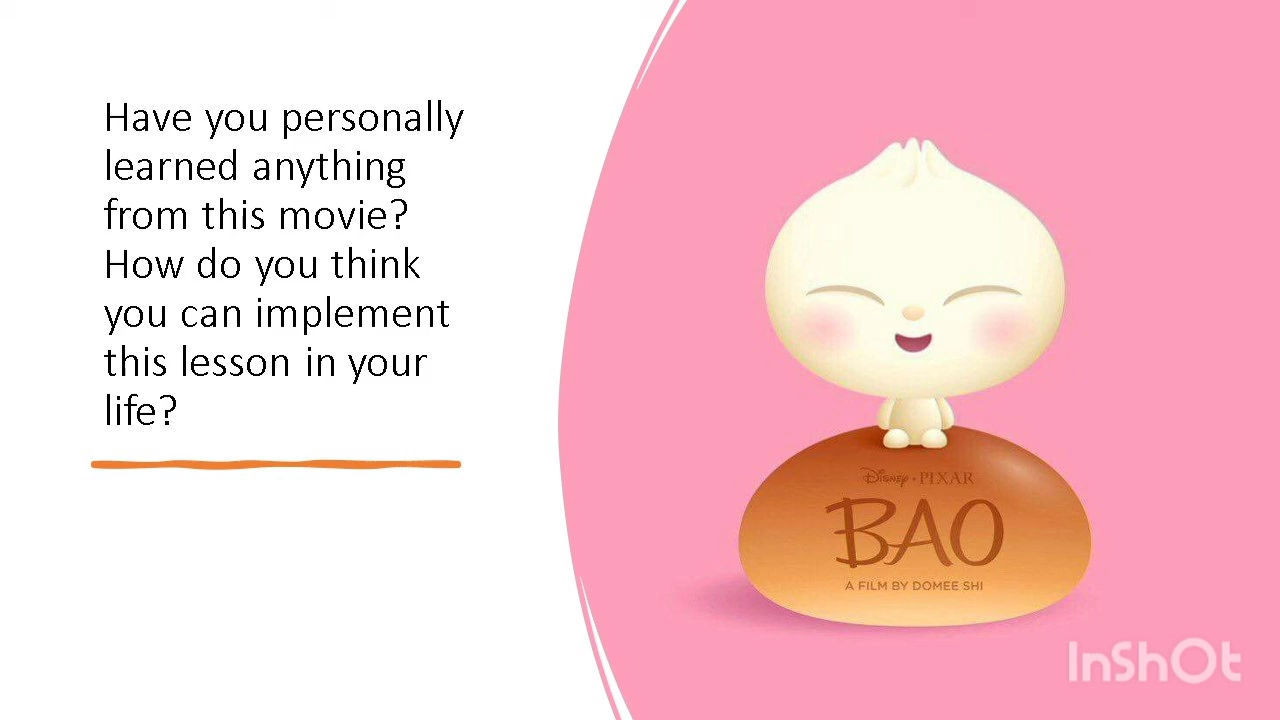 Have you personally
learned anything
from this movie?
How do you think
you can implement
this lesson in your
life?
DISNEY • PIXAR
BAO
A FILM BY DOMEE SHI
InShOt